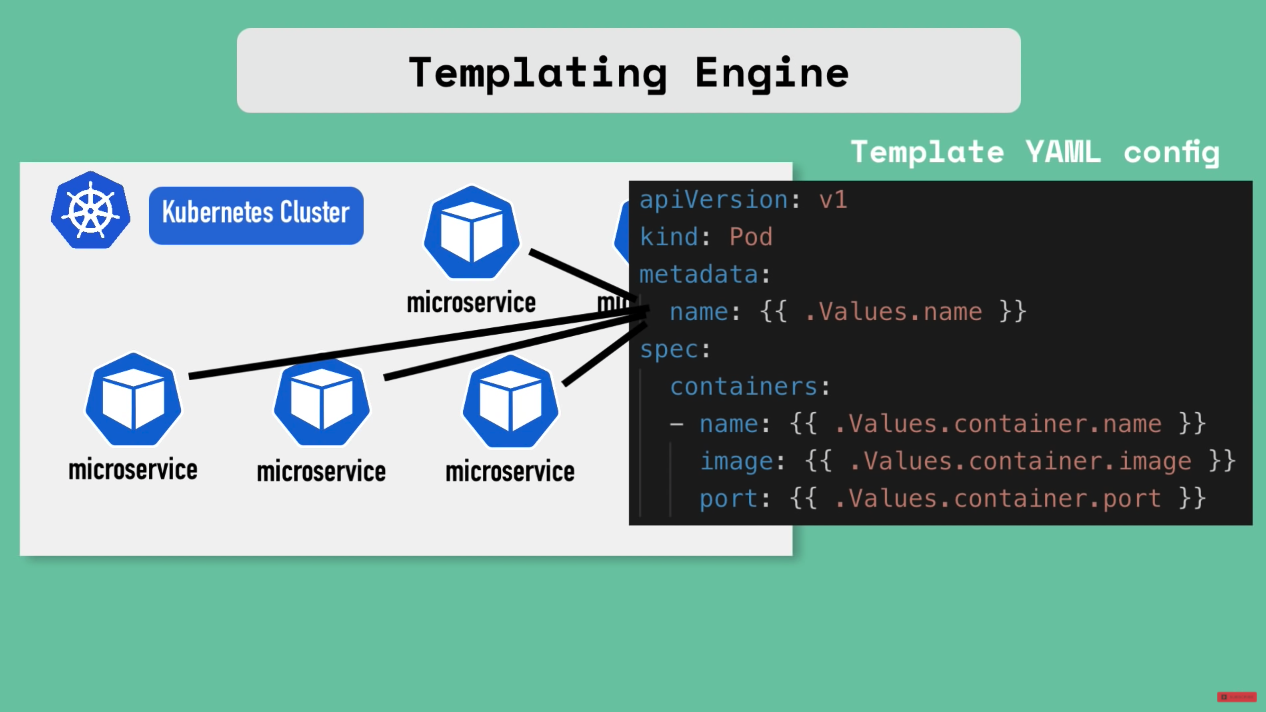 Templating Engine
Template YAML config
Kubernetes Cluster
microservice
microservice
microservice
microservice
apiVersion: v1
kind: Pod
metadata:
  name: {{ .Values.name }}
spec:
  containers:
  – name: {{ .Values.container.name }}
    image: {{ .Values.container.image }}
    port: {{ .Values.container.port }}